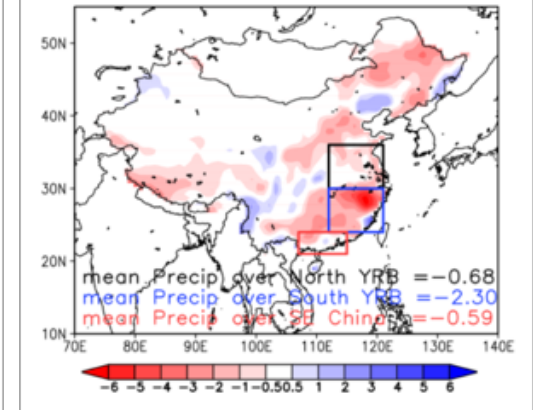 50N
40N
30N
20N
mean Precip over North YRB =−0.68
mean Precip over South YRB =−2.30
mean Precip over SE China =−0.59
10N
70E 80E 90E 100E 110E 120E 130E 140E
−6 −5 −4 −3 −2 −1 −0.5 0.5 1 2 3 4 5 6